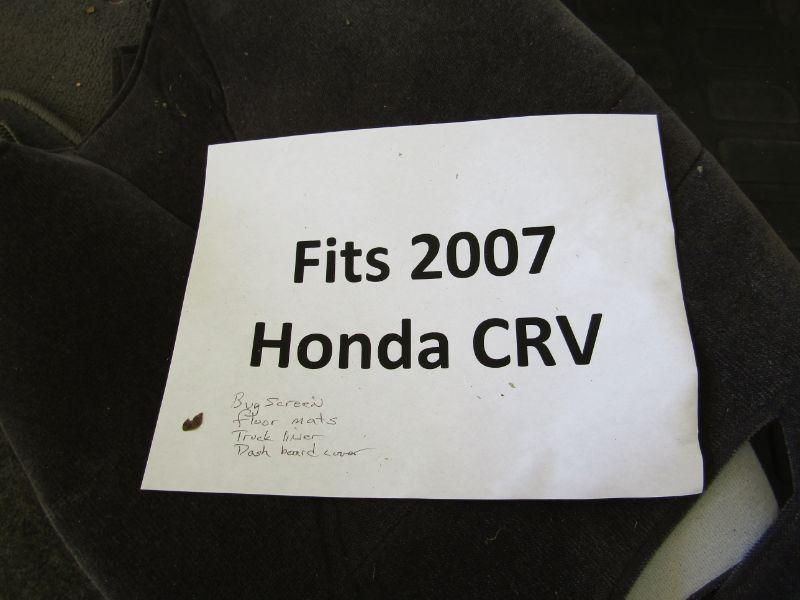 Fits 2007
Honda CRV
Bug Screen
floor mats
Truck liner
Dash board cover